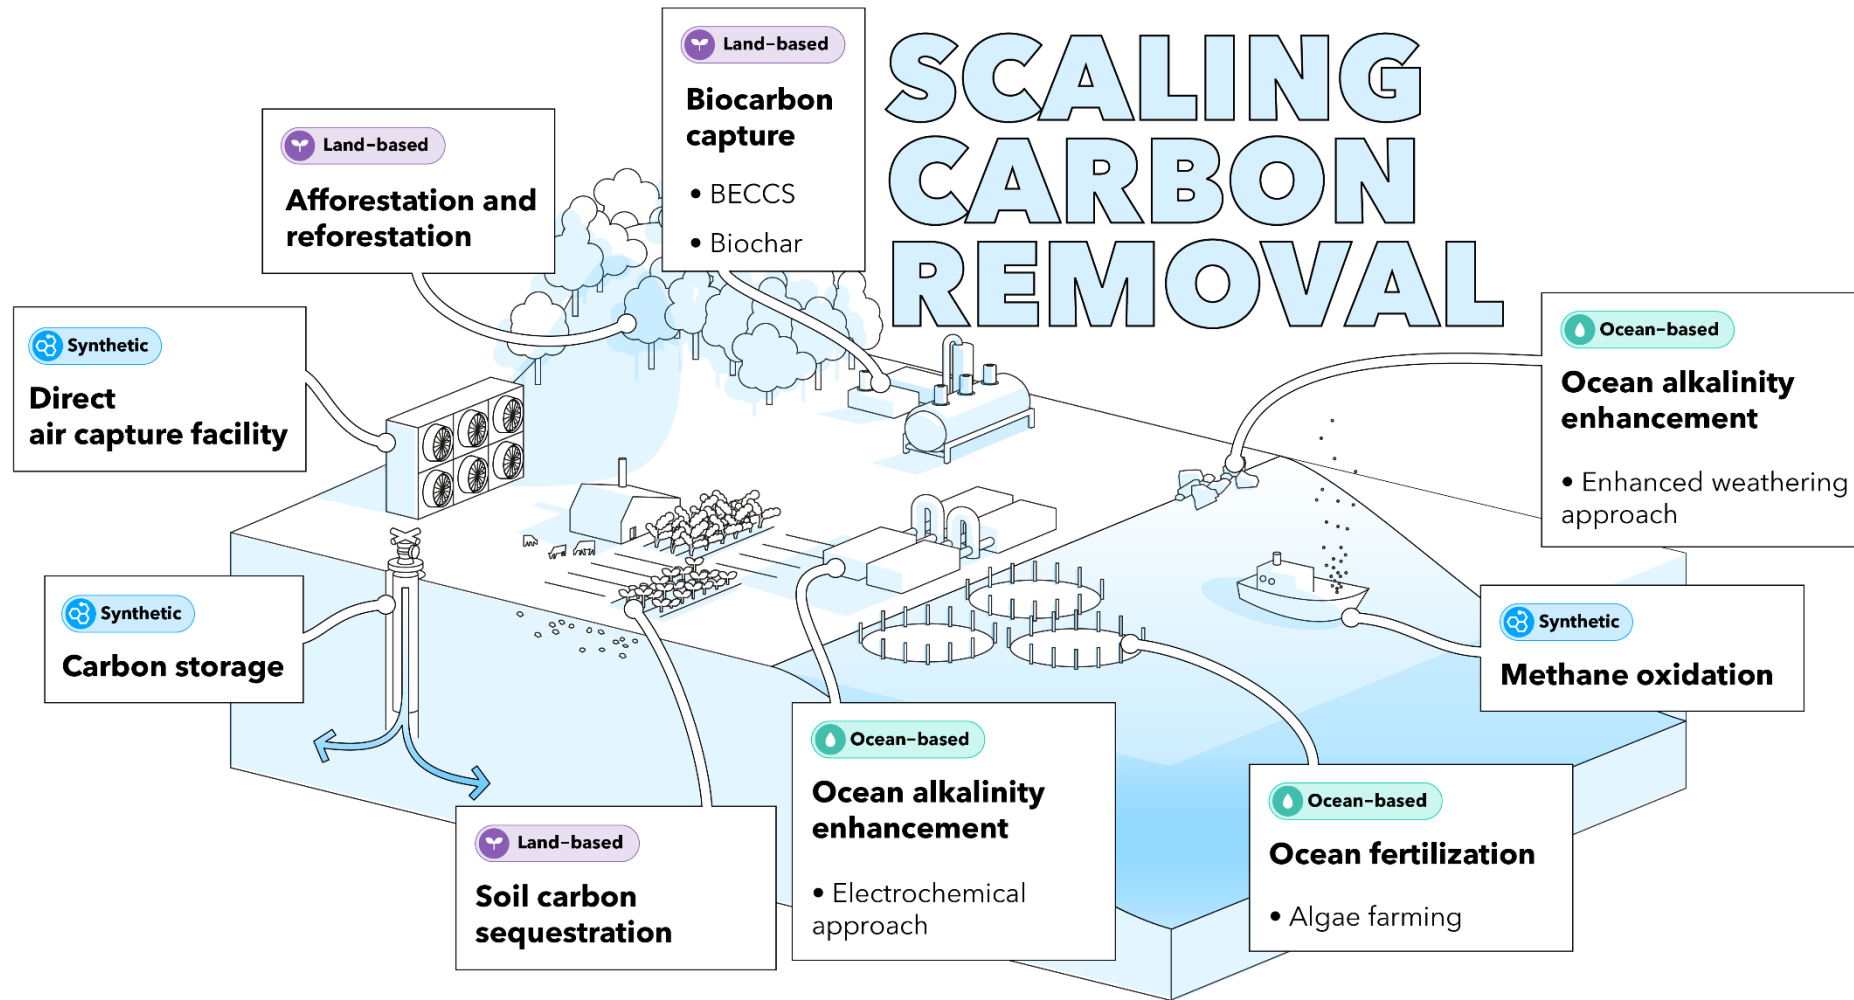 SCALING
CARBON
REMOVAL
Land-based
Biocarbon
capture
• BECCS
• Biochar
Land-based
Afforestation and
reforestation
Synthetic
Direct
air capture facility
Synthetic
Carbon storage
Land-based
Soil carbon
sequestration
Ocean-based
Ocean alkalinity
enhancement
• Electrochemical
approach
Ocean-based
Ocean fertilization
• Algae farming
Synthetic
Methane oxidation
Ocean-based
Ocean alkalinity
enhancement
• Enhanced weathering
approach